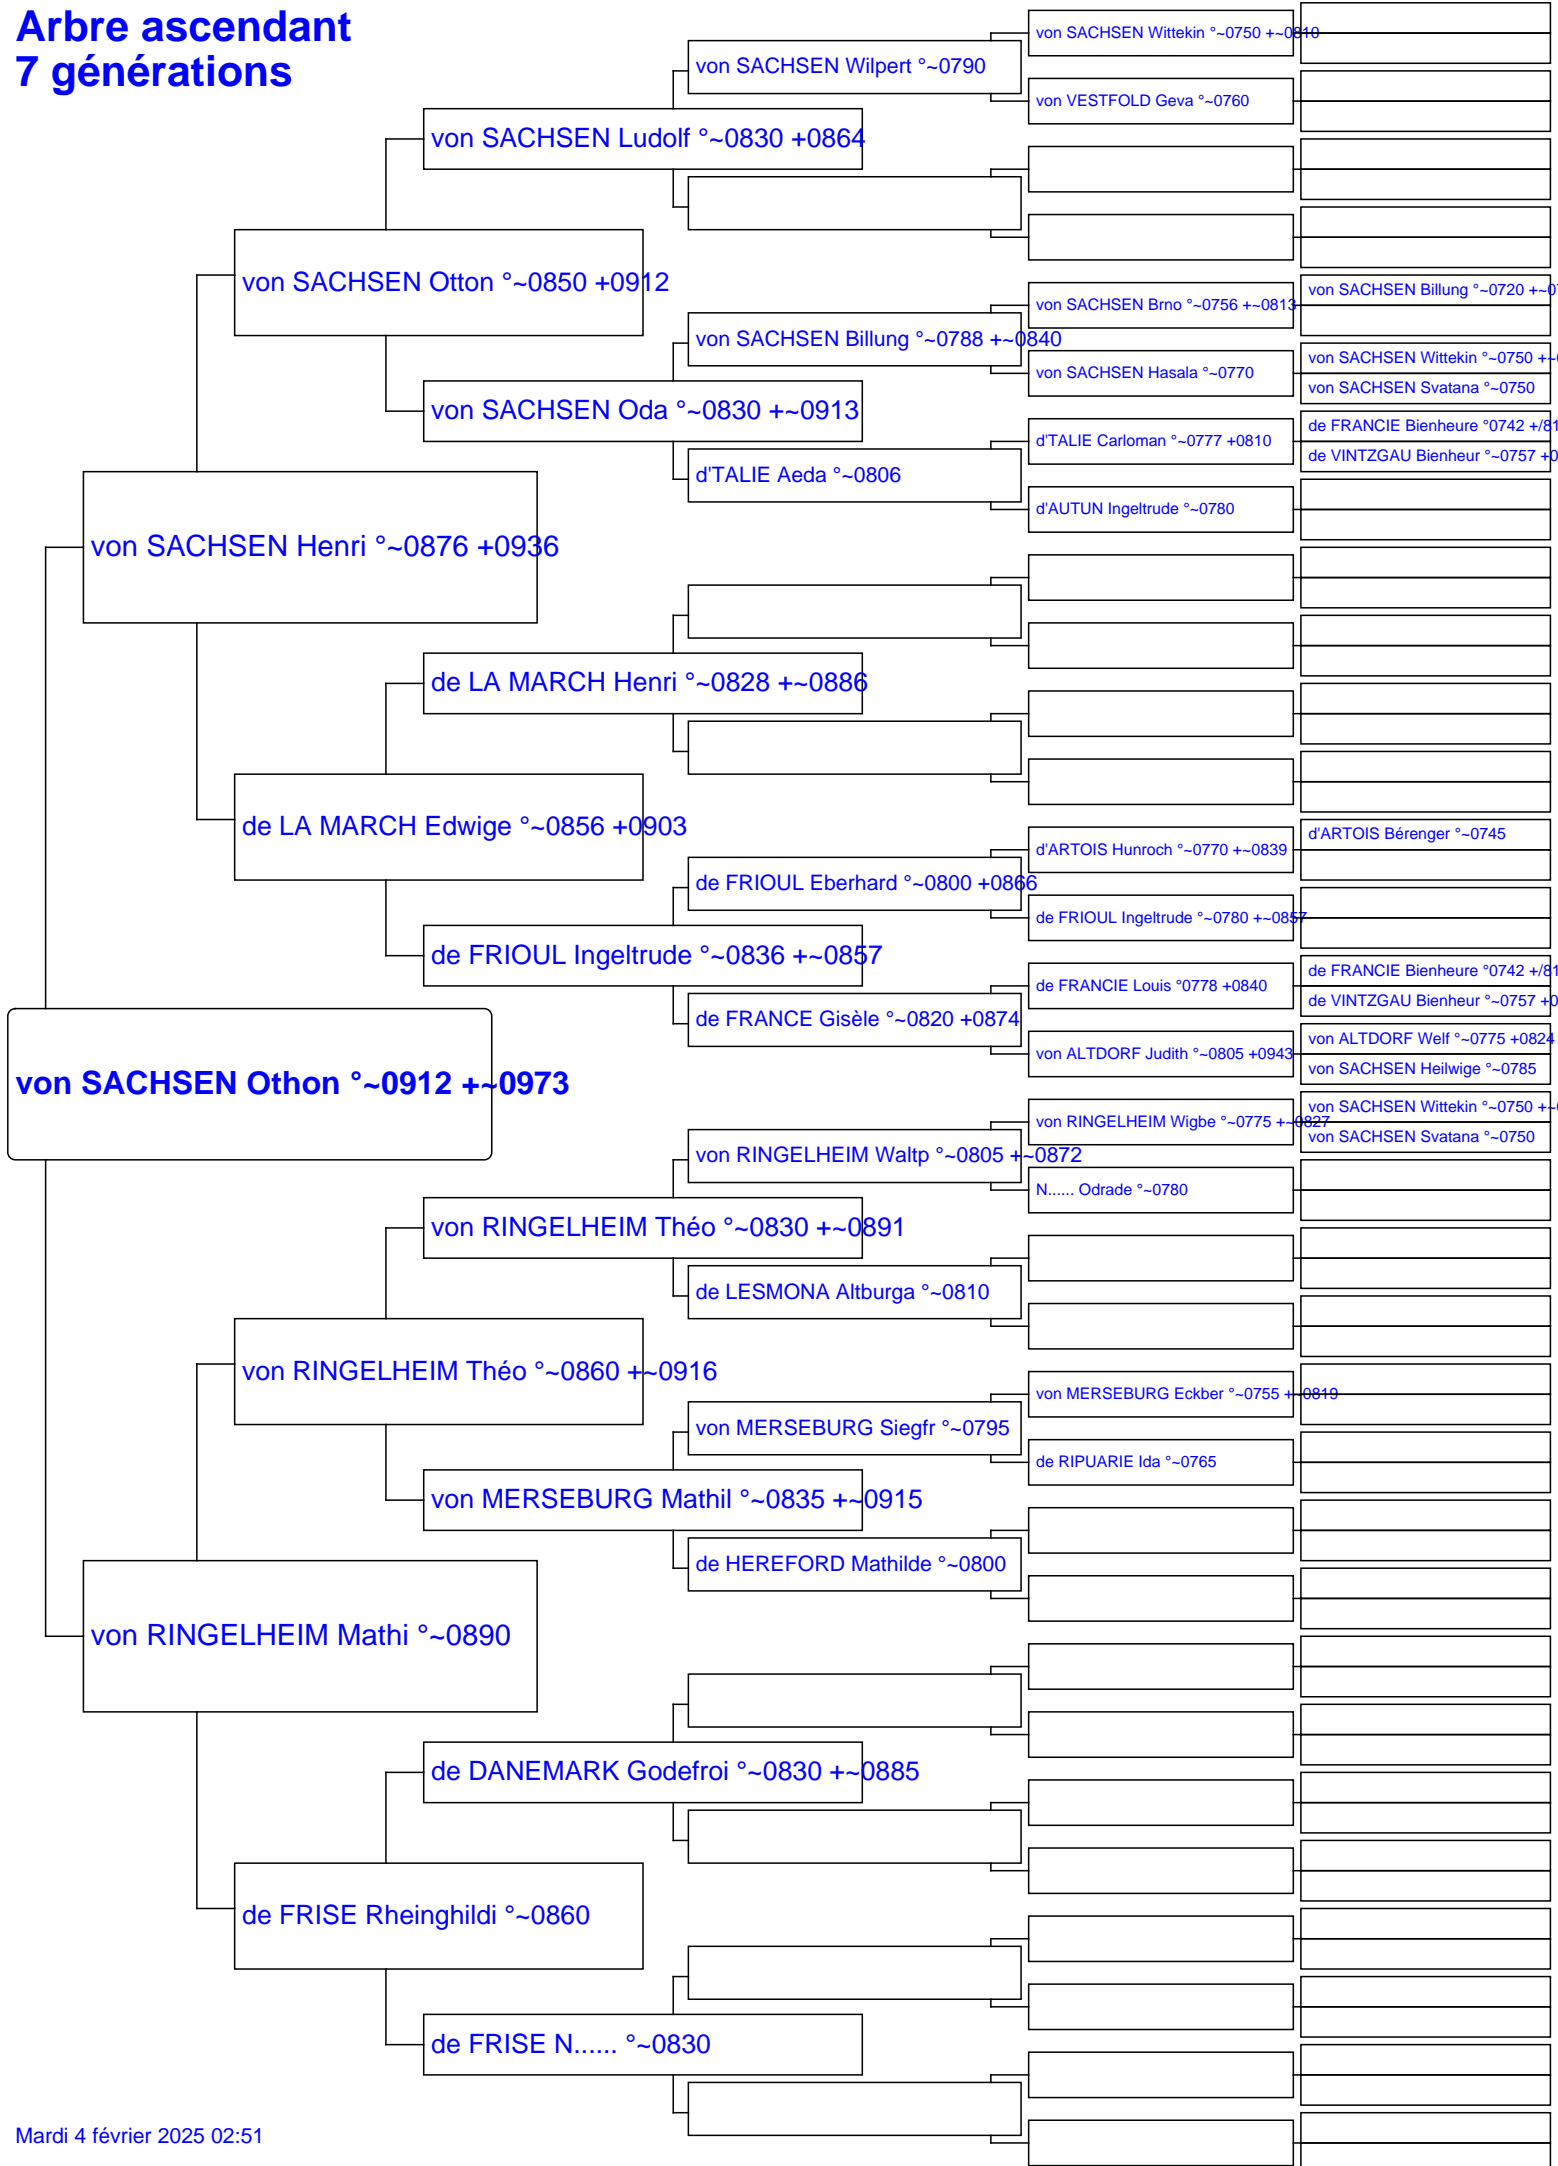 Arbre ascendant
7 générations
von SACHSEN Othon °~0912 +~0973
von SACHSEN Henri °~0876 +0936
von RINGELHEIM Mathi °~0890
von SACHSEN Otton °~0850 +0912
de LA MARCH Edwige °~0856 +0903
von RINGELHEIM Théo °~0860 +~0916
de FRISE Rheinghildi °~0860
von SACHSEN Ludolf °~0830 +0864
von SACHSEN Oda °~0830 +~0913
de LA MARCH Henri °~0828 +~0886
de FRIOUL Ingeltrude °~0836 +~0857
von RINGELHEIM Théo °~0830 +~0891
von MERSEBURG Mathil °~0835 +~0915
de DANEMARK Godefroi °~0830 +~0885
de FRISE N...... °~0830
von SACHSEN Wilpert °~0790
von SACHSEN Billung °~0788 +~0840
d'TALIE Aeda °~0806
de FRIOUL Eberhard °~0800 +0866
de FRANCE Gisèle °~0820 +0874
von RINGELHEIM Waltp °~0805 +~0872
de LESMONA Altburga °~0810
von MERSEBURG Siegfr °~0795
de HEREFORD Mathilde °~0800
von SACHSEN Wittekin °~0750 +~0810
von VESTFOLD Geva °~0760
von SACHSEN Brno °~0756 +~0813
von SACHSEN Hasala °~0770
d'TALIE Carloman °~0777 +0810
d'AUTUN Ingeltrude °~0780
d'ARTOIS Hunroch °~0770 +~0839
de FRIOUL Ingeltrude °~0780 +~0857
de FRANCIE Louis °0778 +0840
von ALTDORF Judith °~0805 +0943
von RINGELHEIM Wigbe °~0775 +~0827
N...... Odrade °~0780
von MERSEBURG Eckber °~0755 +~0819
de RIPUARIE Ida °~0765
von SACHSEN Billung °~0720 +~0
von SACHSEN Wittekin °~0750 +~0
von SACHSEN Svatana °~0750
de FRANCIE Bienheure °0742 +/81
de VINTZGAU Bienheur °~0757 +0
d'ARTOIS Bérenger °~0745
de FRANCIE Bienheure °0742 +/81
de VINTZGAU Bienheur °~0757 +0
von ALTDORF Welf °~0775 +0824
von SACHSEN Heilwige °~0785
von SACHSEN Wittekin °~0750 +~0
von SACHSEN Svatana °~0750
Mardi 4 février 2025 02:51